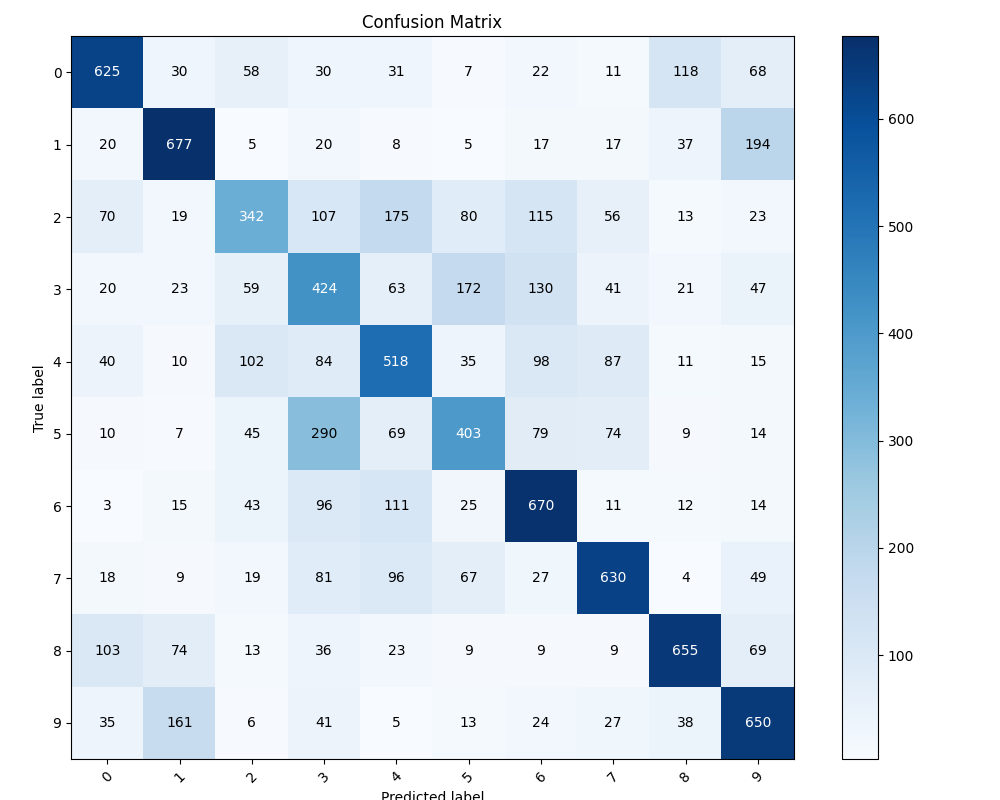 Confusion Matrix
0 625 30 58 30 31 7 22 11 118 68
1 20 677 5 20 8 5 17 17 37 194
2 70 19 342 107 175 80 115 56 13 23
3 20 23 59 424 63 172 130 41 21 47
4 40 10 102 84 518 35 98 87 11 15
5 10 7 45 290 69 403 79 74 9 14
6 3 15 43 96 111 25 670 11 12 14
7 18 9 19 81 96 67 27 630 4 49
8 103 74 13 36 23 9 9 9 655 69
9 35 161 6 41 5 13 24 27 38 650
0 1 2 3 4 5 6 7 8 9
Predicted label
True label
600
500
400
300
200
100